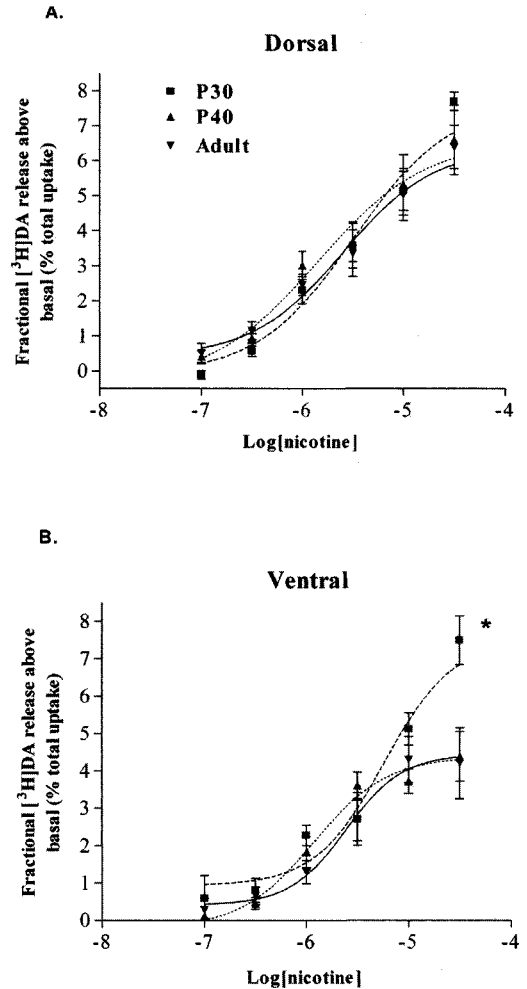 A.
Dorsal
P30
P40
Adult
Fractional [³H]DA release above
basal (% total uptake)
8
7
6
5
4
3
2
1
0
-8
-7
-6
-5
-4
Log[nicotine]
B.
Ventral
*
Fractional [³H]DA release above
basal (% total uptake)
8
7
6
5
4
3
2
1
0
-8
-7
-6
-5
-4
Log[nicotine]